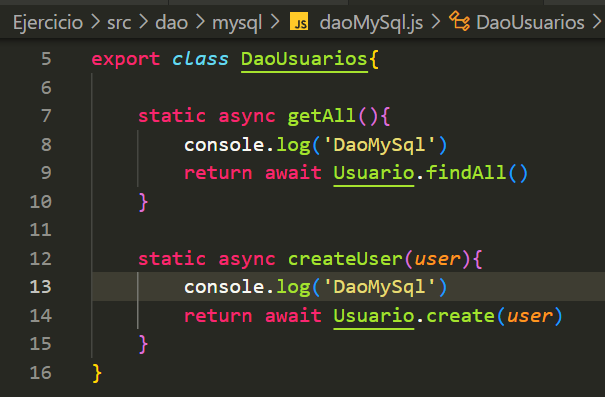 Ejercicio > src > dao > mysql > JS daoMySql.js > DaoUsuarios >
5 export class DaoUsuarios{
6
7 static async getAll(){
8 console.log('DaoMySql')
9 return await Usuario.findAll()
10 }
11
12 static async createUser(user){
13 console.log('DaoMySql')
14 return await Usuario.create(user)
15 }
16 }